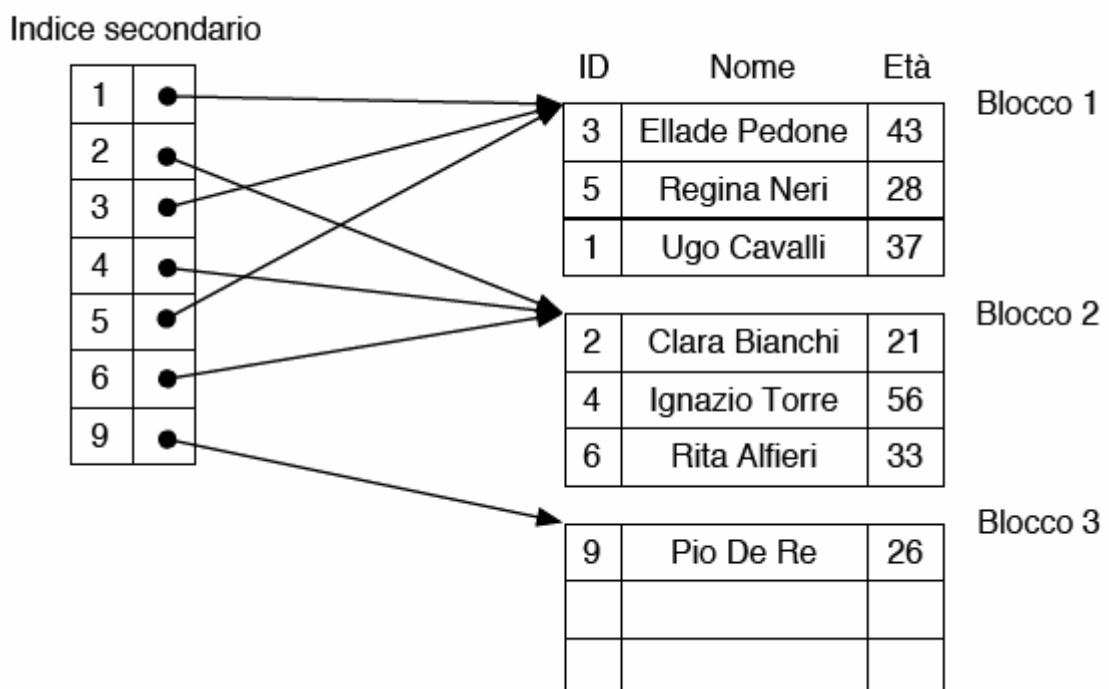 Indice secondario
1
2
3
4
5
6
9
ID Nome Età
Blocco 1
3 Ellade Pedone 43
5 Regina Neri 28
1 Ugo Cavalli 37
Blocco 2
2 Clara Bianchi 21
4 Ignazio Torre 56
6 Rita Alfieri 33
Blocco 3
9 Pio De Re 26